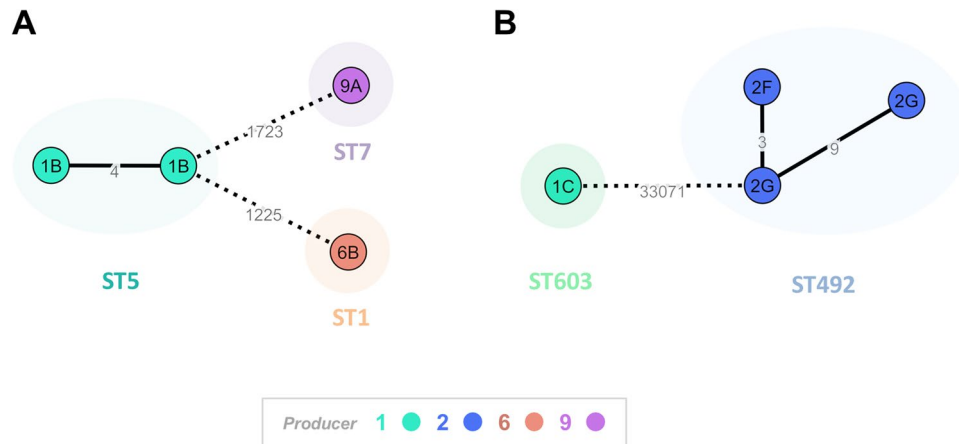 A
1B
4
1B
1723
9A
ST7
1225
6B
ST5
ST1
B
2F
2G
3
9
1C
33071
2G
ST603
ST492
Producer 1 2 6 9